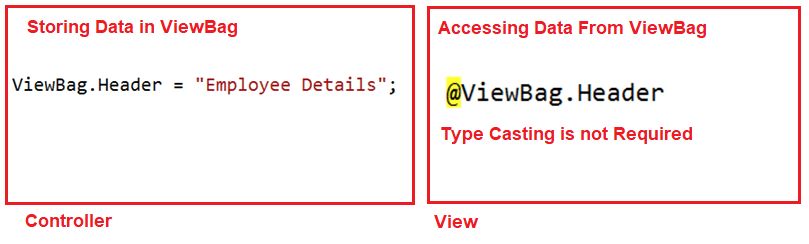 Storing Data in ViewBag
ViewBag.Header = "Employee Details";
Controller
Accessing Data From ViewBag
@ViewBag.Header
Type Casting is not Required
View